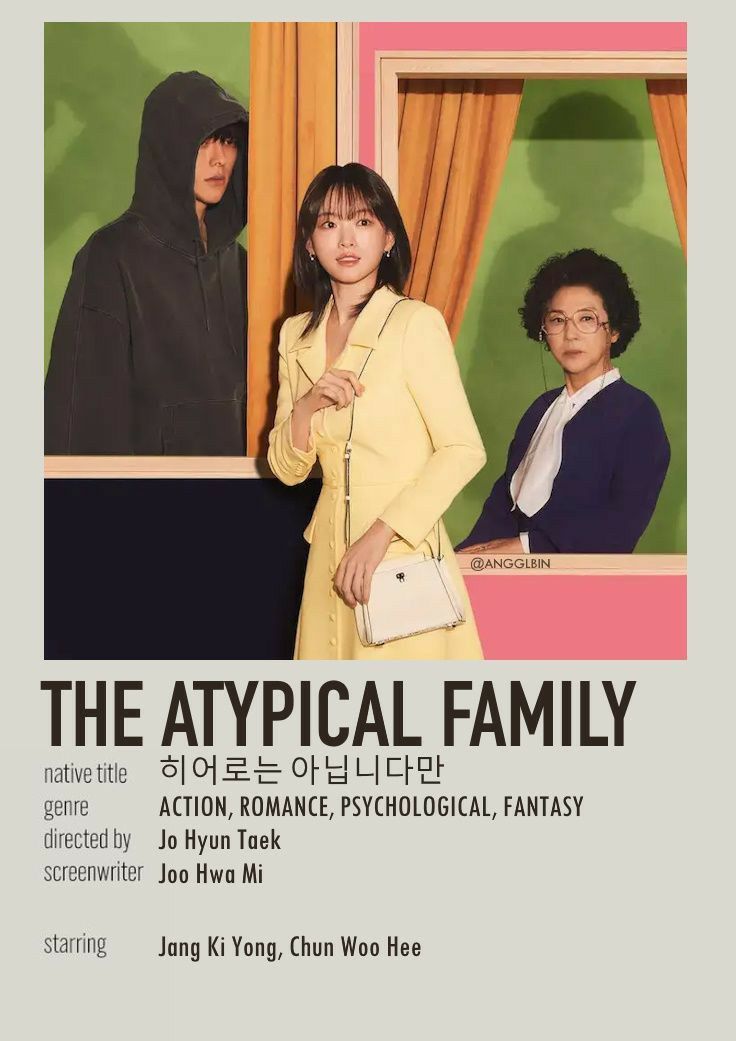 @ANGGLBIN
THE ATYPICAL FAMILY
native title 히어로는 아닙니다만
genre ACTION, ROMANCE, PSYCHOLOGICAL, FANTASY
directed by Jo Hyun Taek
screenwriter Joo Hwa Mi
starring Jang Ki Yong, Chun Woo Hee